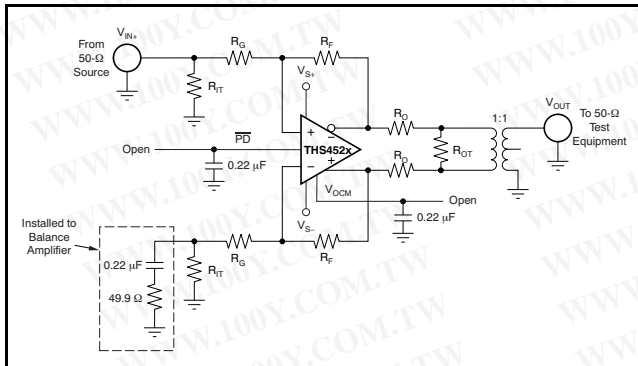 WWW.100Y.COM.TW
V_IN+
From
50-Ω
Source
R_IT
R_G
R_F
V_S+
Open
PD
0.22 μF
THS452x
+
−
−
+
R_O
R_O
R_OT
1:1
V_OUT
To 50-Ω
Test
Equipment
V_OCM
Open
0.22 μF
V_S−
Installed to
Balance
Amplifier
0.22 μF
49.9 Ω
R_IT
R_G
R_F